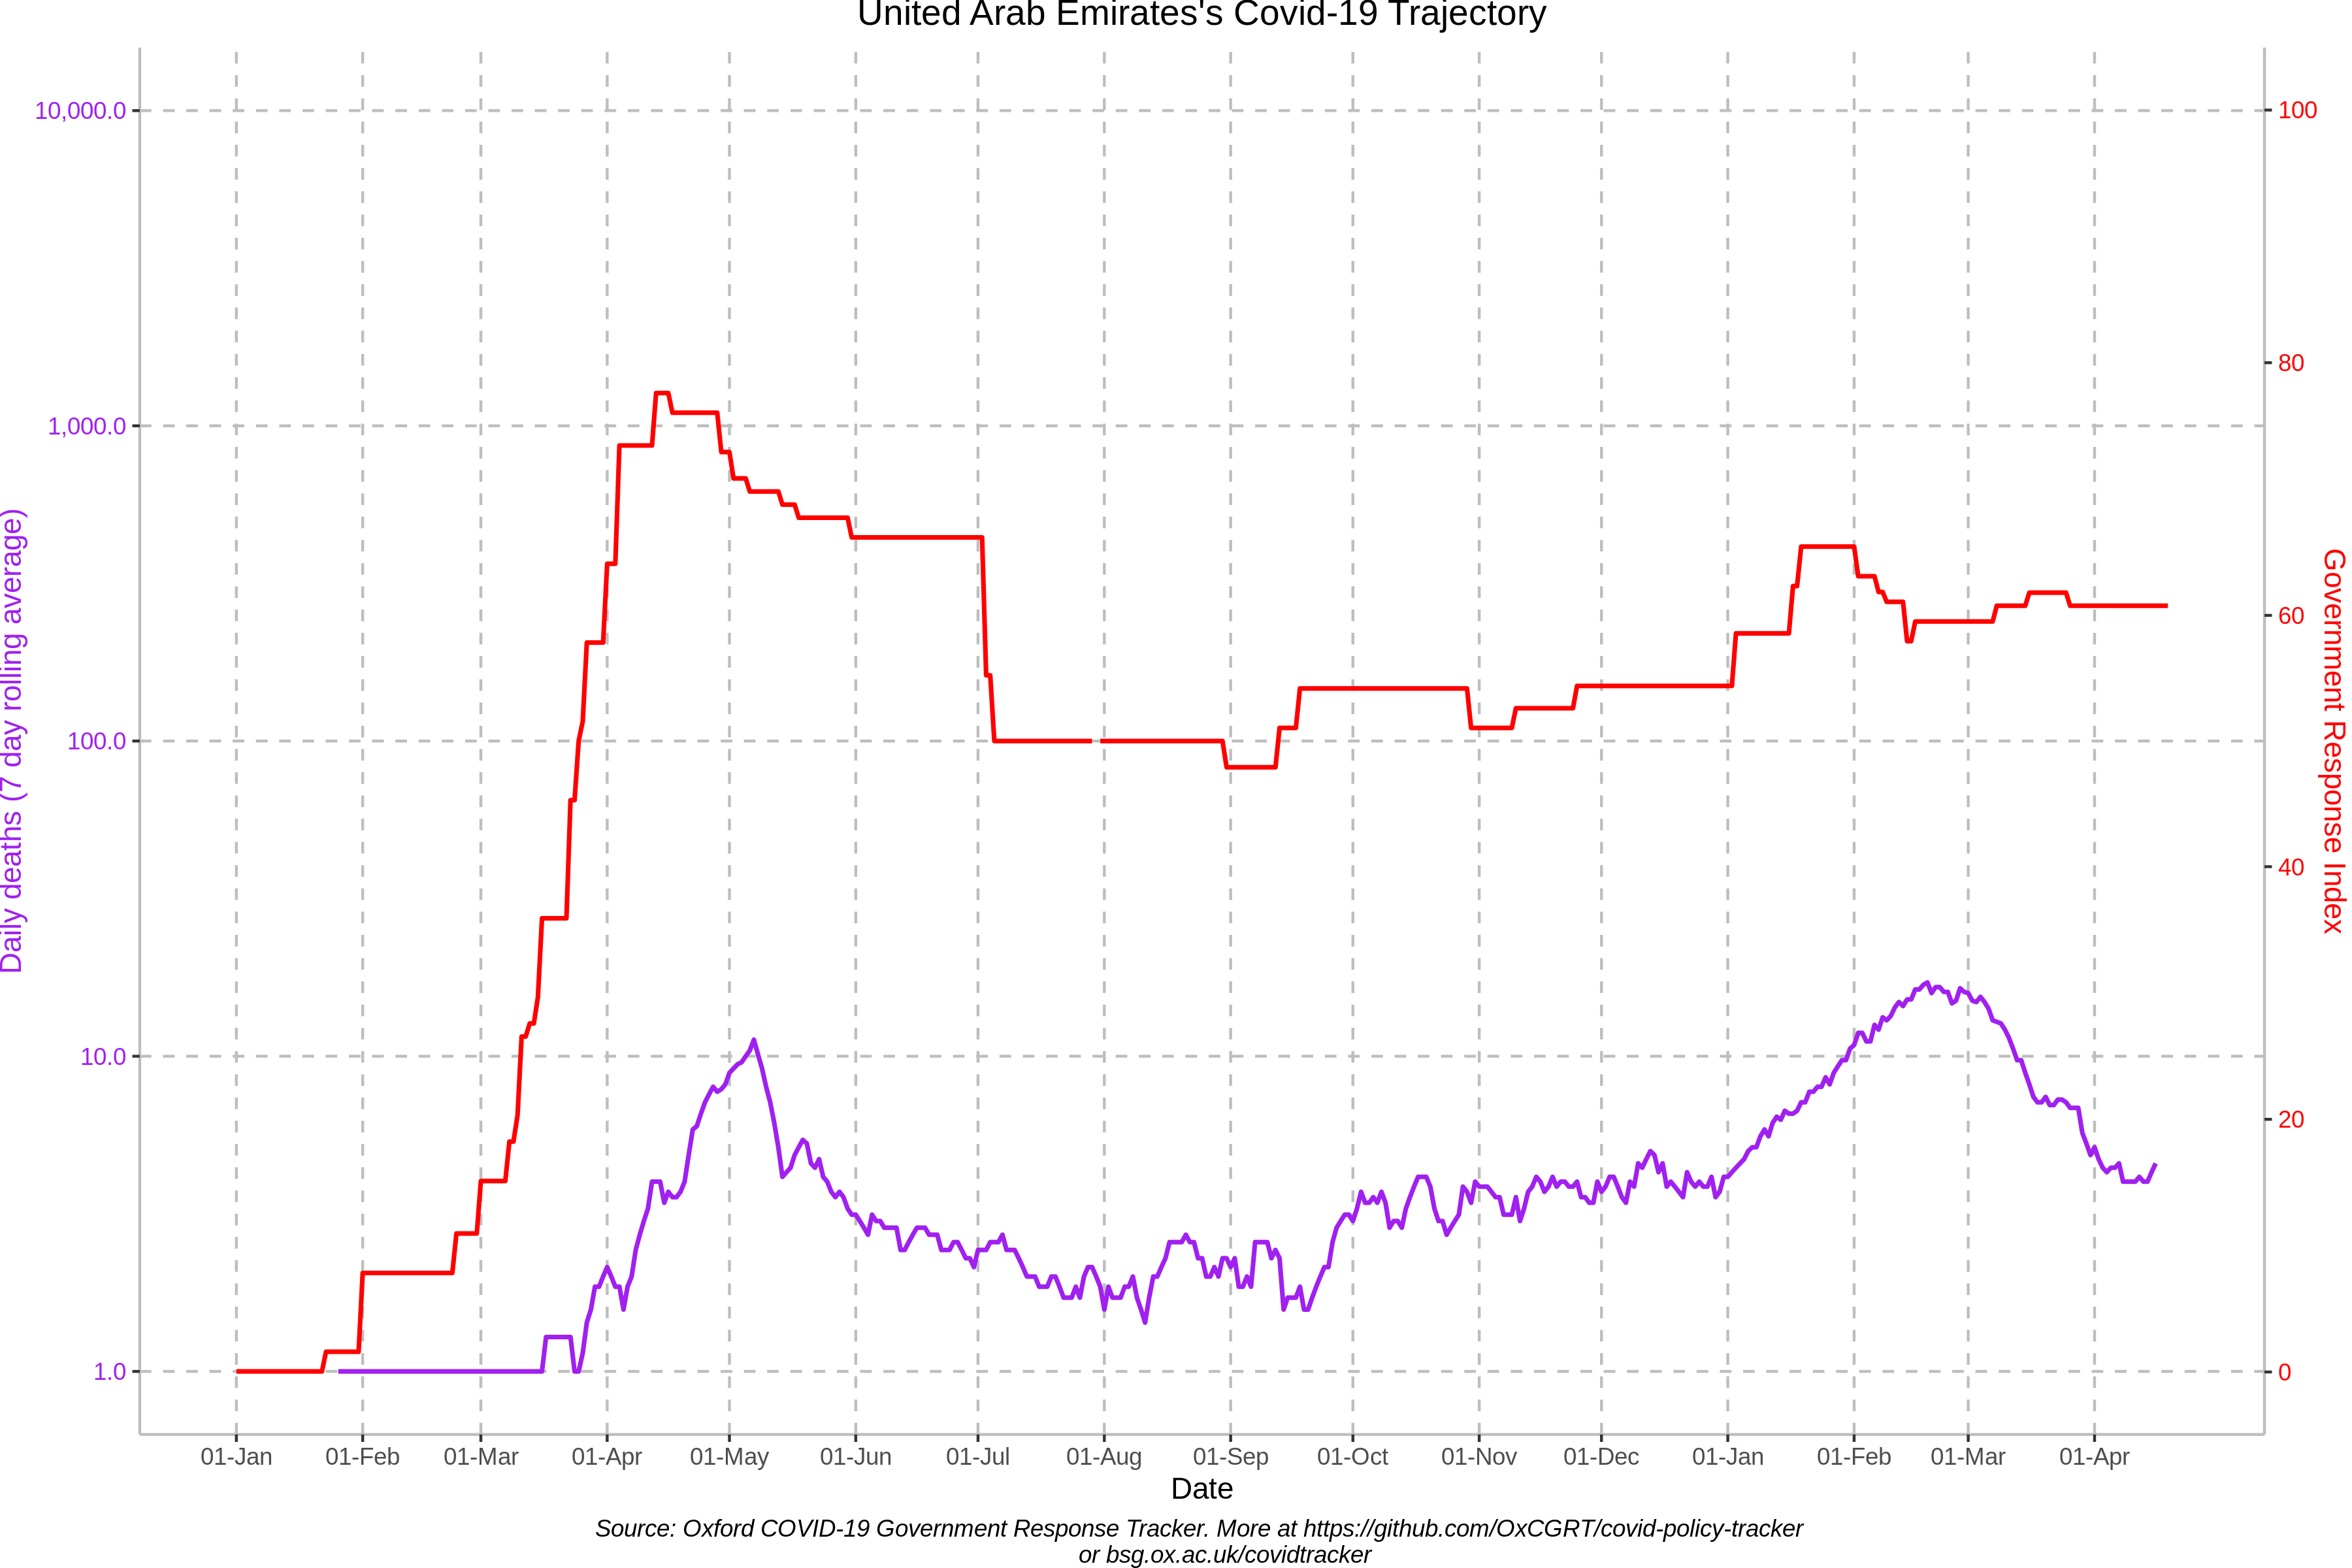 United Arab Emirates's Covid-19 Trajectory
10,000.0
1,000.0
100.0
10.0
1.0
Daily deaths (7 day rolling average)
100
80
60
40
20
0
Government Response Index
01-Jan 01-Feb 01-Mar 01-Apr 01-May 01-Jun 01-Jul 01-Aug 01-Sep 01-Oct 01-Nov 01-Dec 01-Jan 01-Feb 01-Mar 01-Apr
Date
Source: Oxford COVID-19 Government Response Tracker. More at https://github.com/OxCGRT/covid-policy-tracker
or bsg.ox.ac.uk/covidtracker